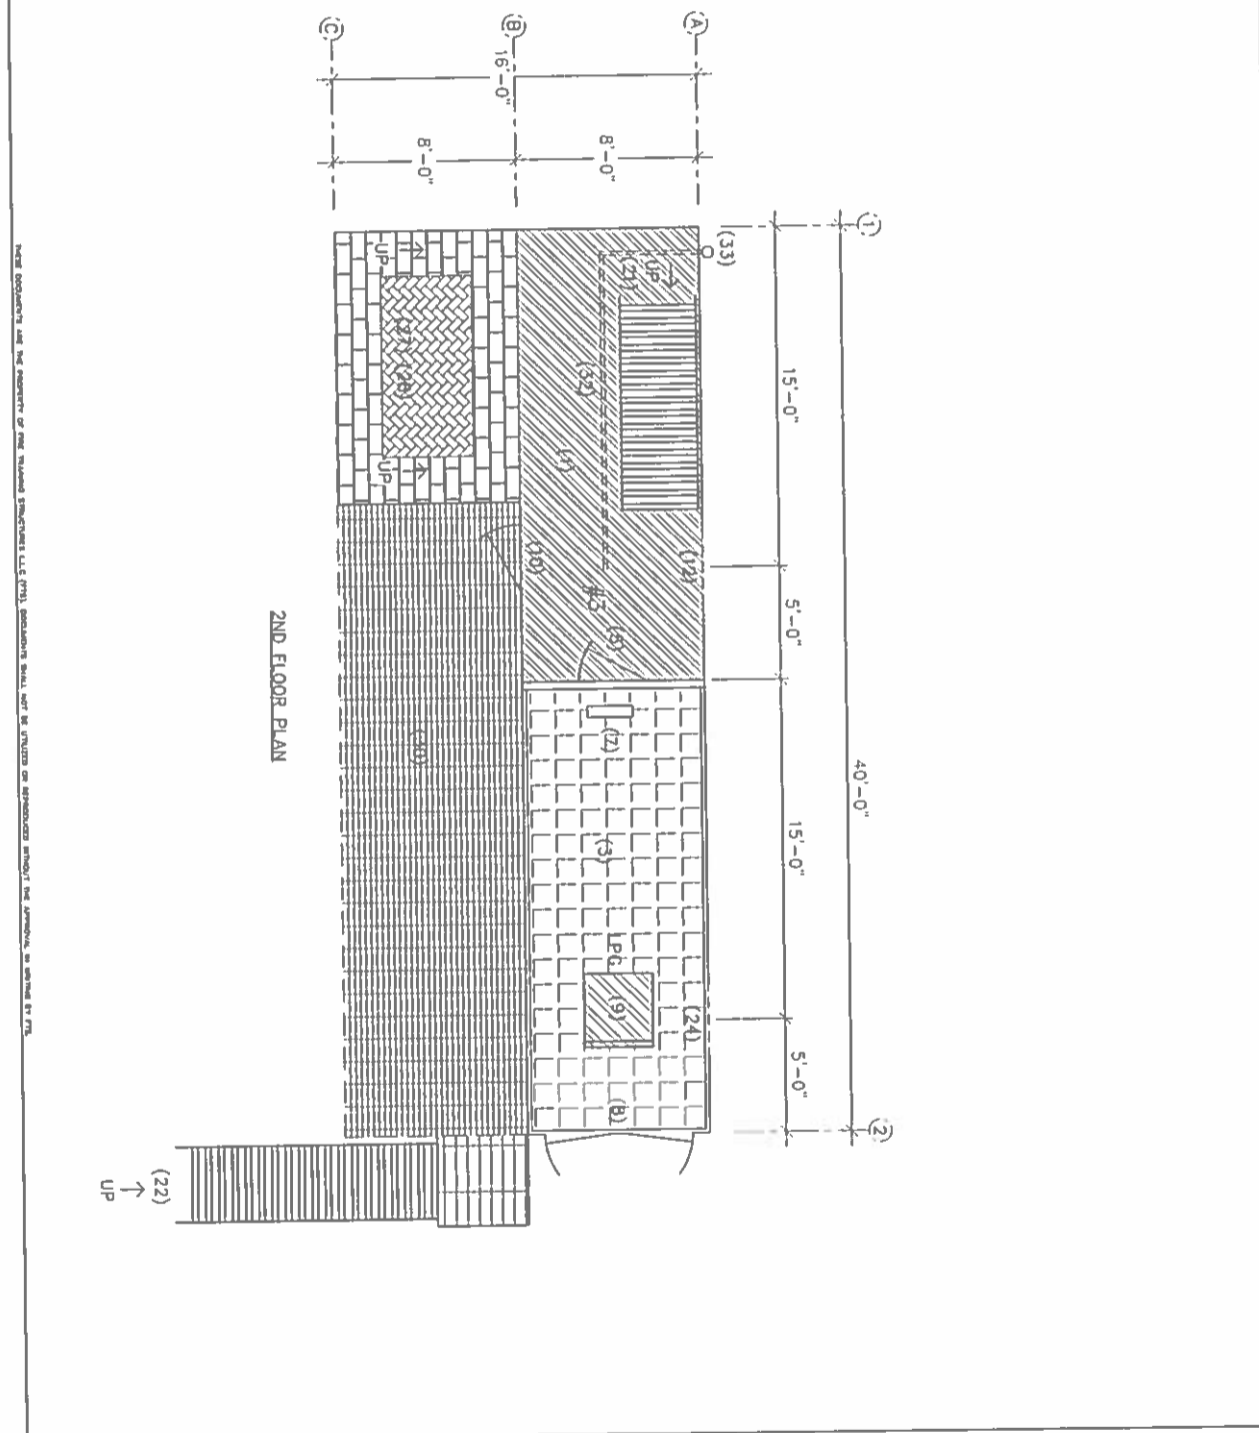 (A)
(B)
(C)
16'-0"
8'-0"
8'-0"
(1)
(2)
40'-0"
15'-0"
5'-0"
15'-0"
5'-0"
(33)
UP
(21)
(32)
(1)
(12)
(10)
#3
(5)
(7)
(3)
LPG
(9)
(24)
(8)
UP
UP
(22)
UP
2ND FLOOR PLAN